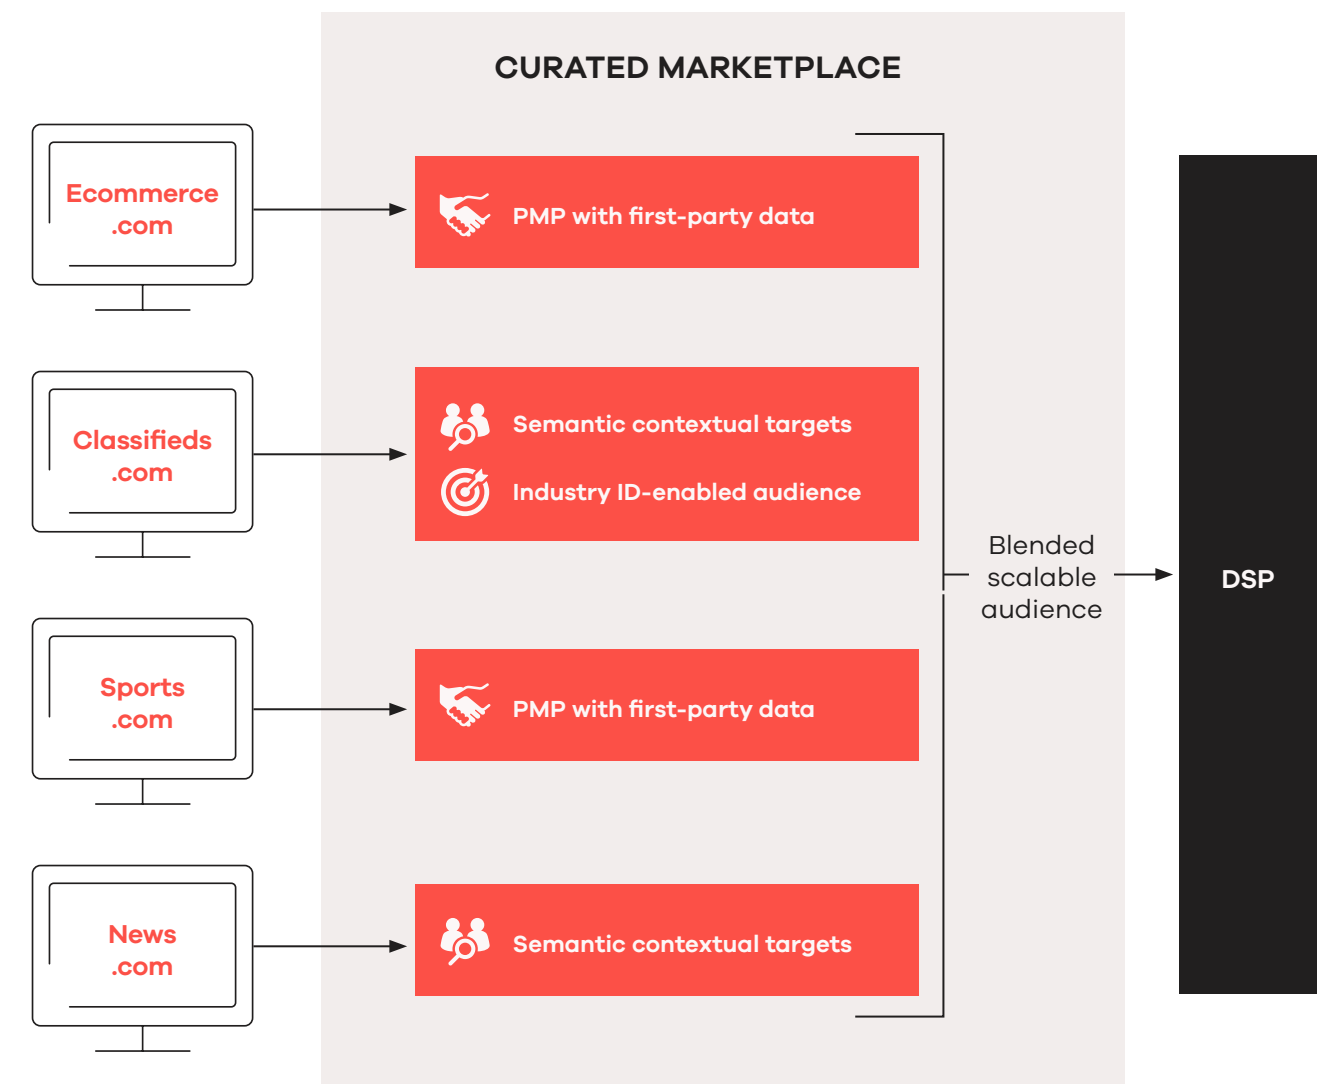 CURATED MARKETPLACE
Ecommerce
.com
PMP with first-party data
Classifieds
.com
Semantic contextual targets
Industry ID-enabled audience
Blended
scalable
audience
DSP
Sports
.com
PMP with first-party data
News
.com
Semantic contextual targets